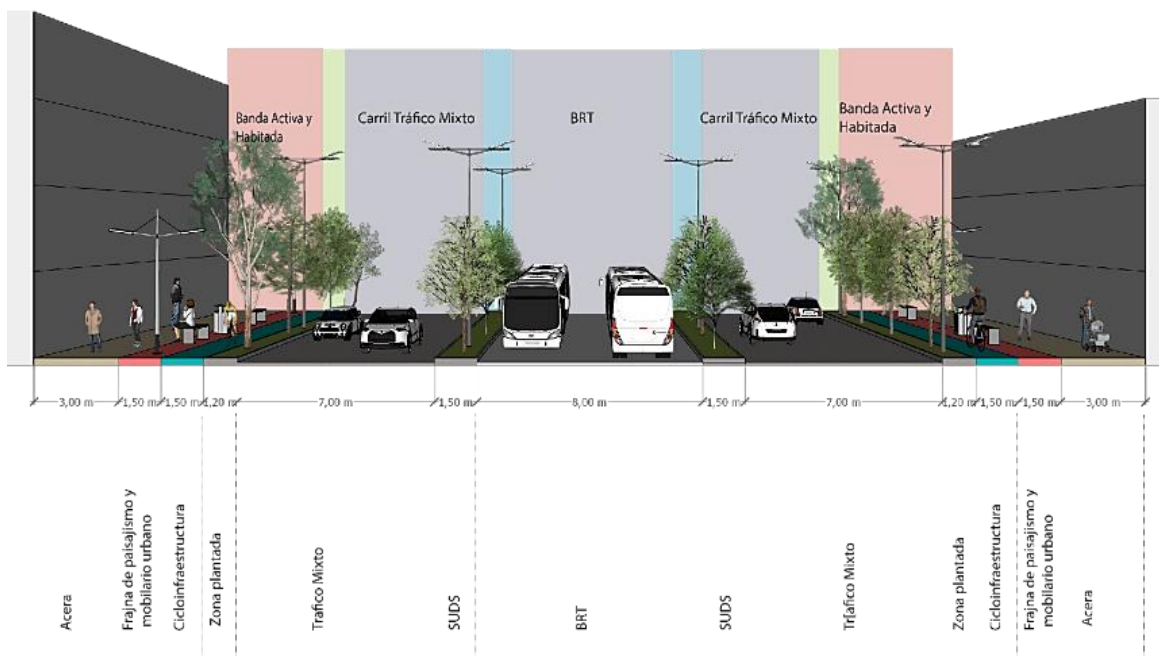 Banda Activa y
Habitada
Carril Tráfico Mixto
BRT
Carril Tráfico Mixto
Banda Activa y
Habitada
3,00 m
1,50 m
1,50 m
1,20 m
7,00 m
1,50 m
8,00 m
1,50 m
7,00 m
1,20 m
1,50 m
1,50 m
3,00 m
Acera
Frajna de paisajismo y
mobilario urbano
Cicloinfraestructura
Zona plantada
Trafico Mixto
SUDS
BRT
SUDS
Trfafico Mixto
Zona plantada
Cicloinfraestructura
Frajna de paisajismo y
mobilario urbano
Acera